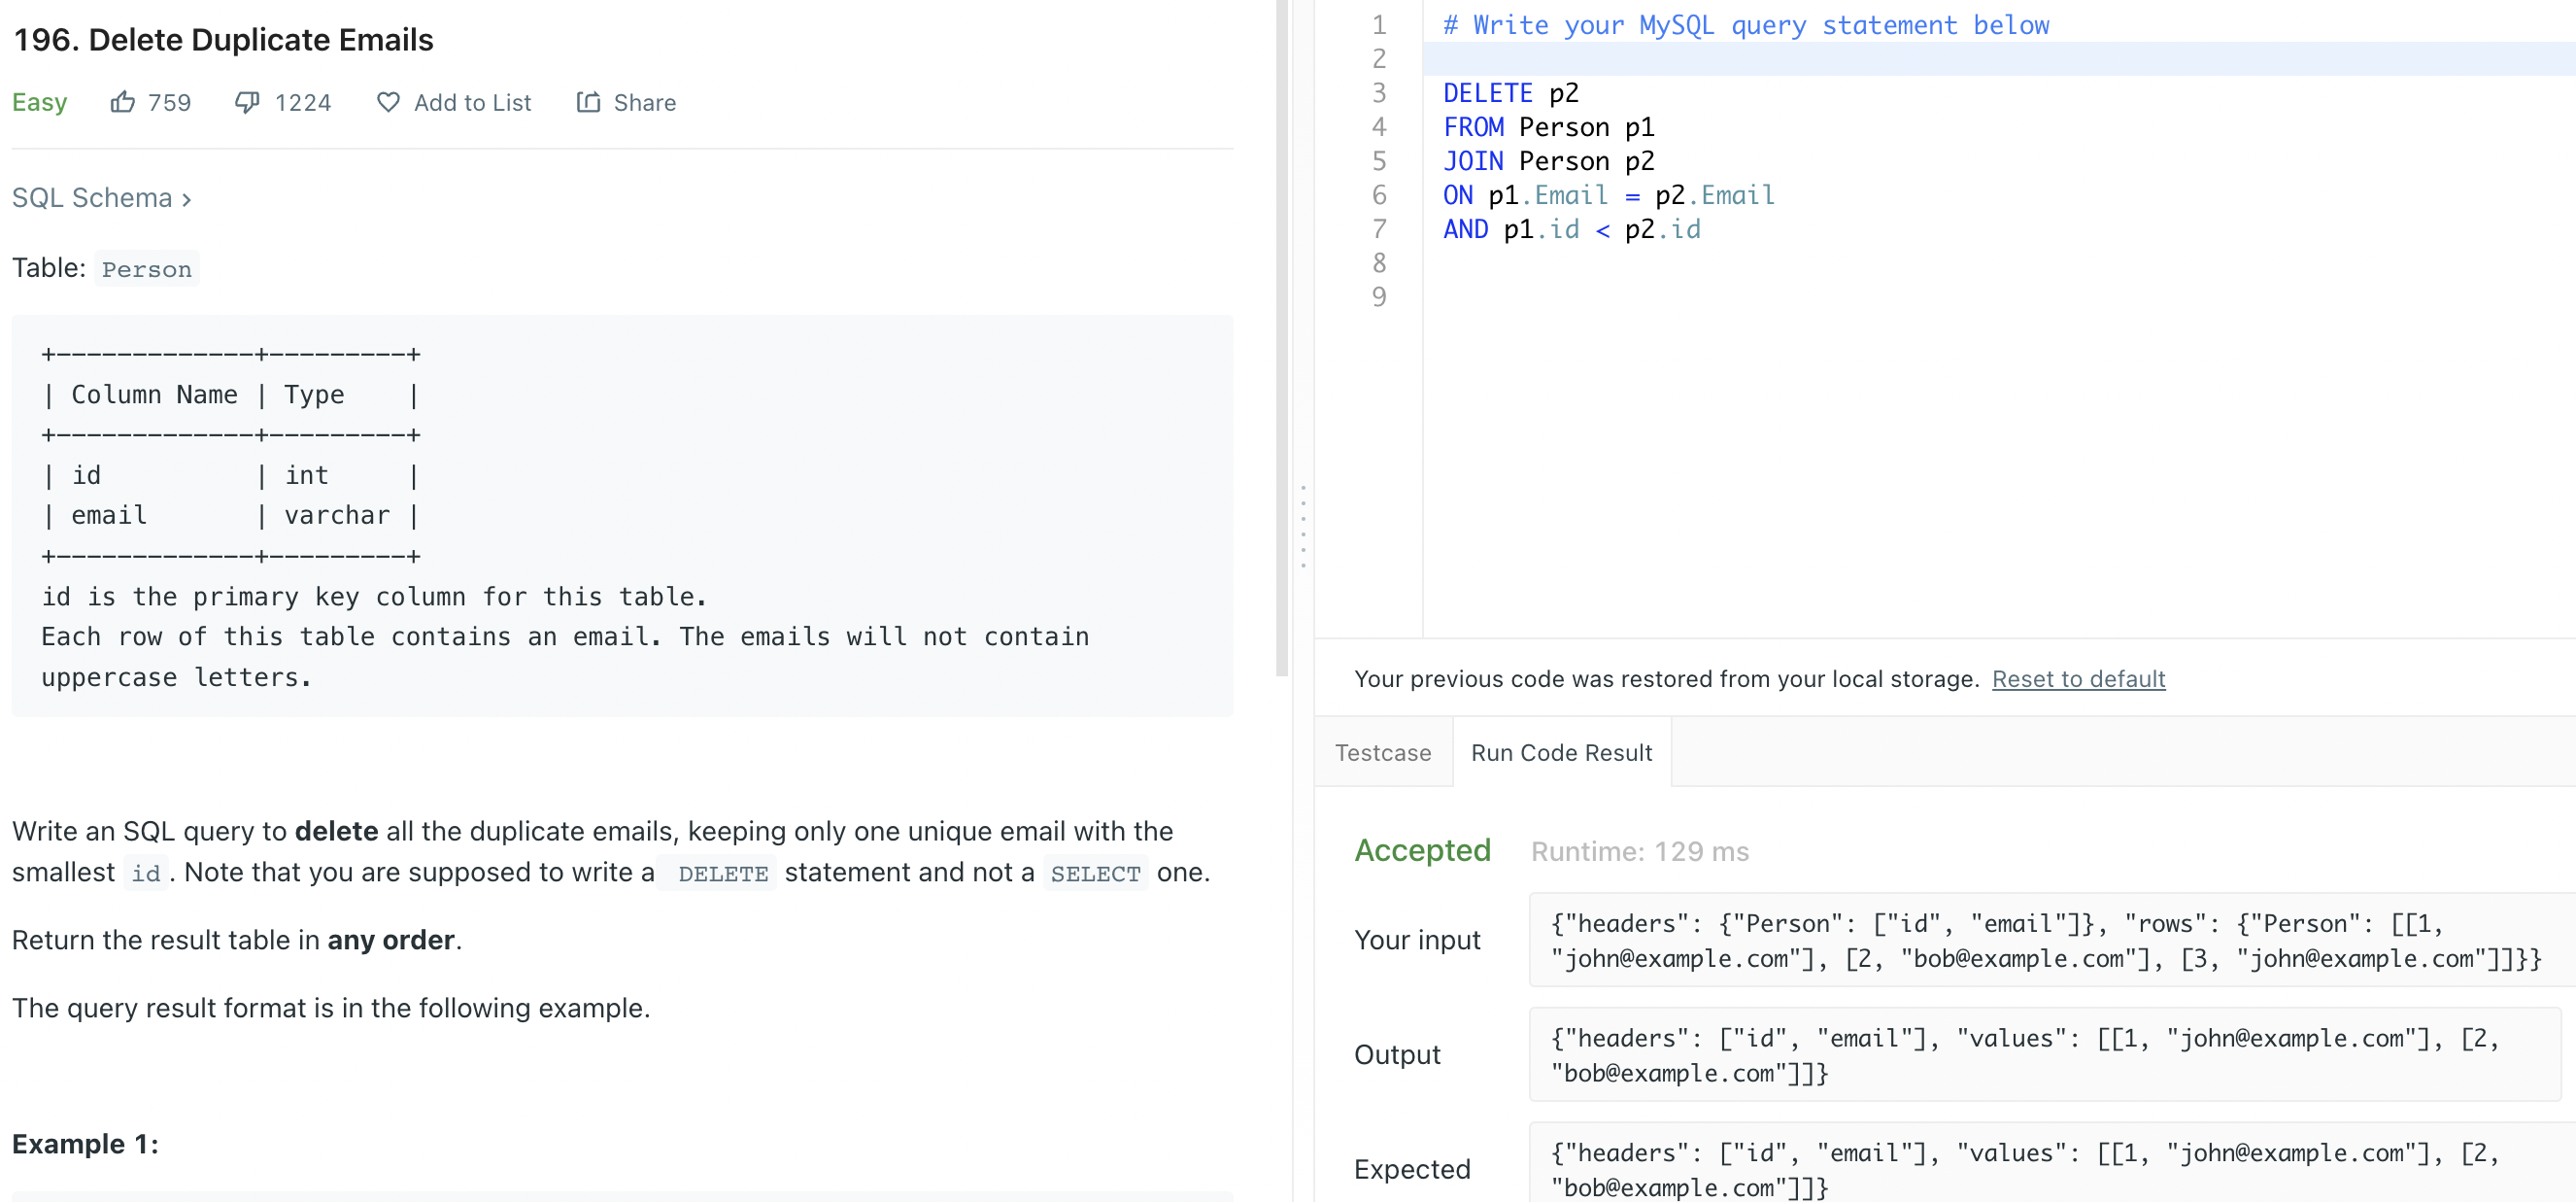 196. Delete Duplicate Emails
Easy 759 1224 Add to List Share
SQL Schema ›
Table: Person
+-------------+---------+
| Column Name | Type    |
+-------------+---------+
| id          | int     |
| email       | varchar |
+-------------+---------+
id is the primary key column for this table.
Each row of this table contains an email. The emails will not contain
uppercase letters.
Write an SQL query to delete all the duplicate emails, keeping only one unique email with the
smallest id. Note that you are supposed to write a DELETE statement and not a SELECT one.
Return the result table in any order.
The query result format is in the following example.
Example 1:
1 # Write your MySQL query statement below
2
3 DELETE p2
4 FROM Person p1
5 JOIN Person p2
6 ON p1.Email = p2.Email
7 AND p1.id < p2.id
8
9
Your previous code was restored from your local storage. Reset to default
Testcase Run Code Result
Accepted Runtime: 129 ms
Your input
{"headers": {"Person": ["id", "email"]}, "rows": {"Person": [[1,
"john@example.com"], [2, "bob@example.com"], [3, "john@example.com"]]}}
Output
{"headers": ["id", "email"], "values": [[1, "john@example.com"], [2,
"bob@example.com"]]}
Expected
{"headers": ["id", "email"], "values": [[1, "john@example.com"], [2,
"bob@example.com"]]}